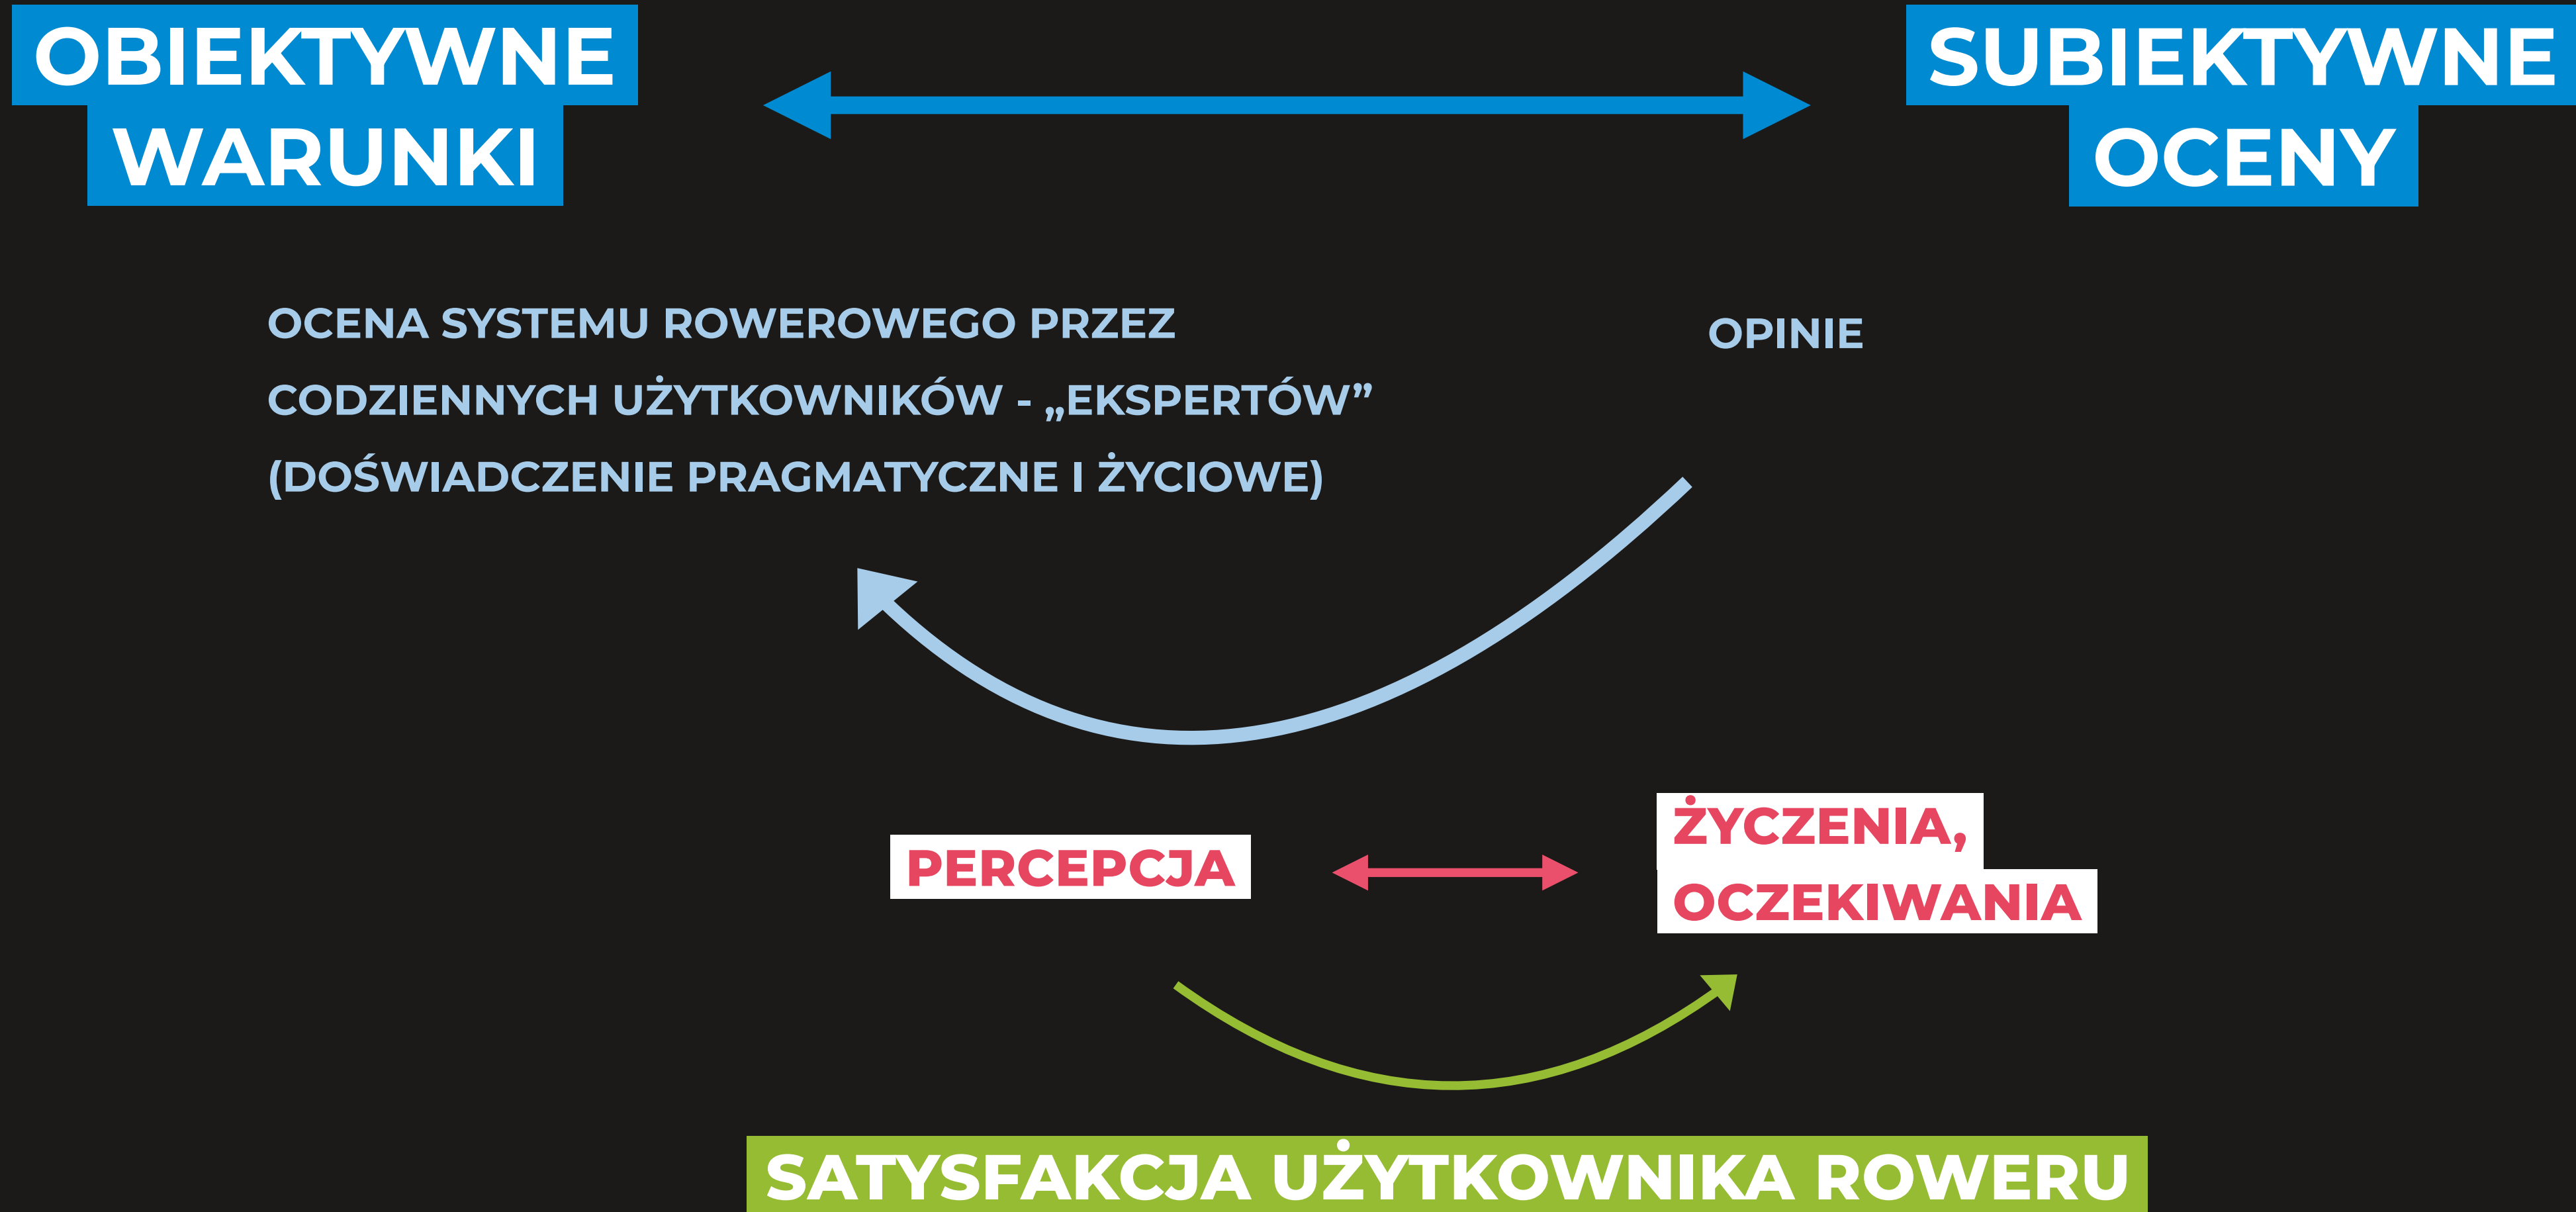 OBIEKTYWNE
WARUNKI
SUBIEKTYWNE
OCENY
OCENA SYSTEMU ROWEROWEGO PRZEZ
CODZIENNYCH UŻYTKOWNIKÓW - „EKSPERTÓW”
(DOŚWIADCZENIE PRAGMATYCZNE I ŻYCIOWE)
OPINIE
PERCEPCJA
ŻYCZENIA,
OCZEKIWANIA
SATYSFAKCJA UŻYTKOWNIKA ROWERU